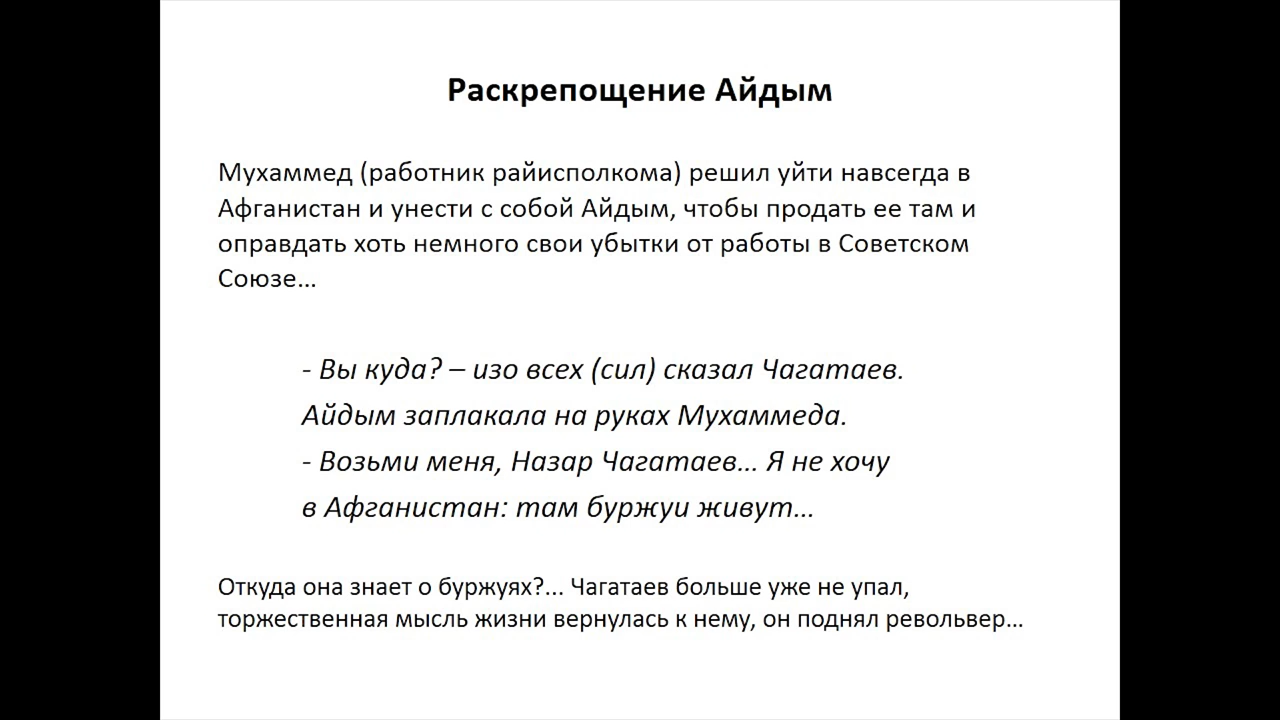 Раскрепощение Айдым
Мухаммед (работник райисполкома) решил уйти навсегда в
Афганистан и унести с собой Айдым, чтобы продать ее там и
оправдать хоть немного свои убытки от работы в Советском
Союзе...
- Вы куда? – изо всех (сил) сказал Чагатаев.
Айдым заплакала на руках Мухаммеда.
- Возьми меня, Назар Чагатаев... Я не хочу
в Афганистан: там буржуи живут...
Откуда она знает о буржуях?... Чагатаев больше уже не упал,
торжественная мысль жизни вернулась к нему, он поднял револьвер...